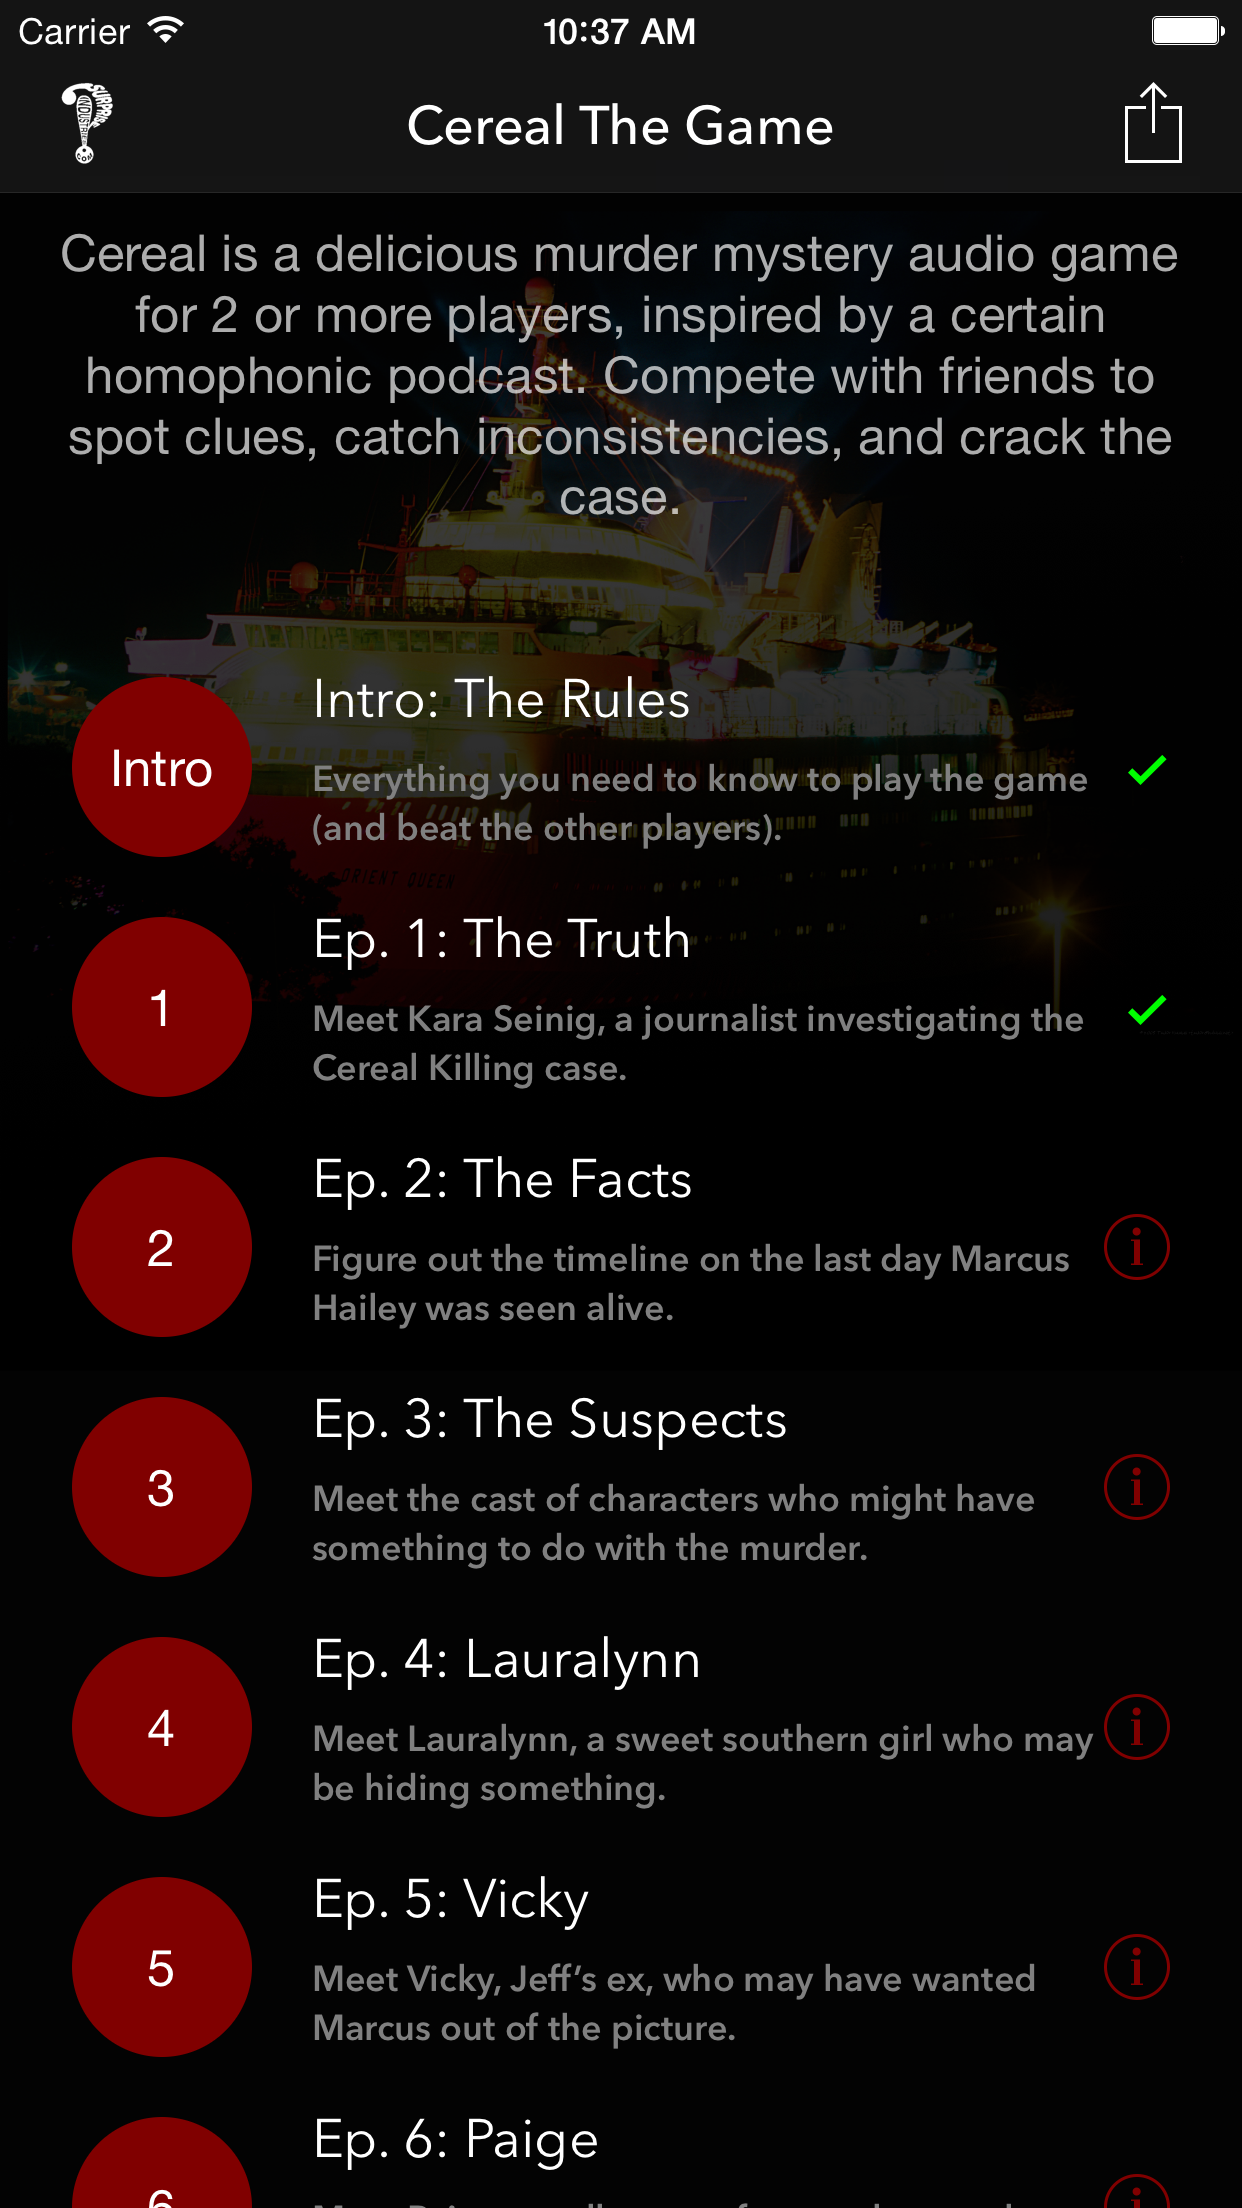 Carrier
10:37 AM
Cereal The Game
Cereal is a delicious murder mystery audio game
for 2 or more players, inspired by a certain
homophonic podcast. Compete with friends to
spot clues, catch inconsistencies, and crack the
case.
Intro
Intro: The Rules
Everything you need to know to play the game
(and beat the other players).
ORIENT QUEEN
1
Ep. 1: The Truth
Meet Kara Seinig, a journalist investigating the
Cereal Killing case.
2
Ep. 2: The Facts
Figure out the timeline on the last day Marcus
Hailey was seen alive.
3
Ep. 3: The Suspects
Meet the cast of characters who might have
something to do with the murder.
4
Ep. 4: Lauralynn
Meet Lauralynn, a sweet southern girl who may
be hiding something.
5
Ep. 5: Vicky
Meet Vicky, Jeff's ex, who may have wanted
Marcus out of the picture.
6
Ep. 6: Paige